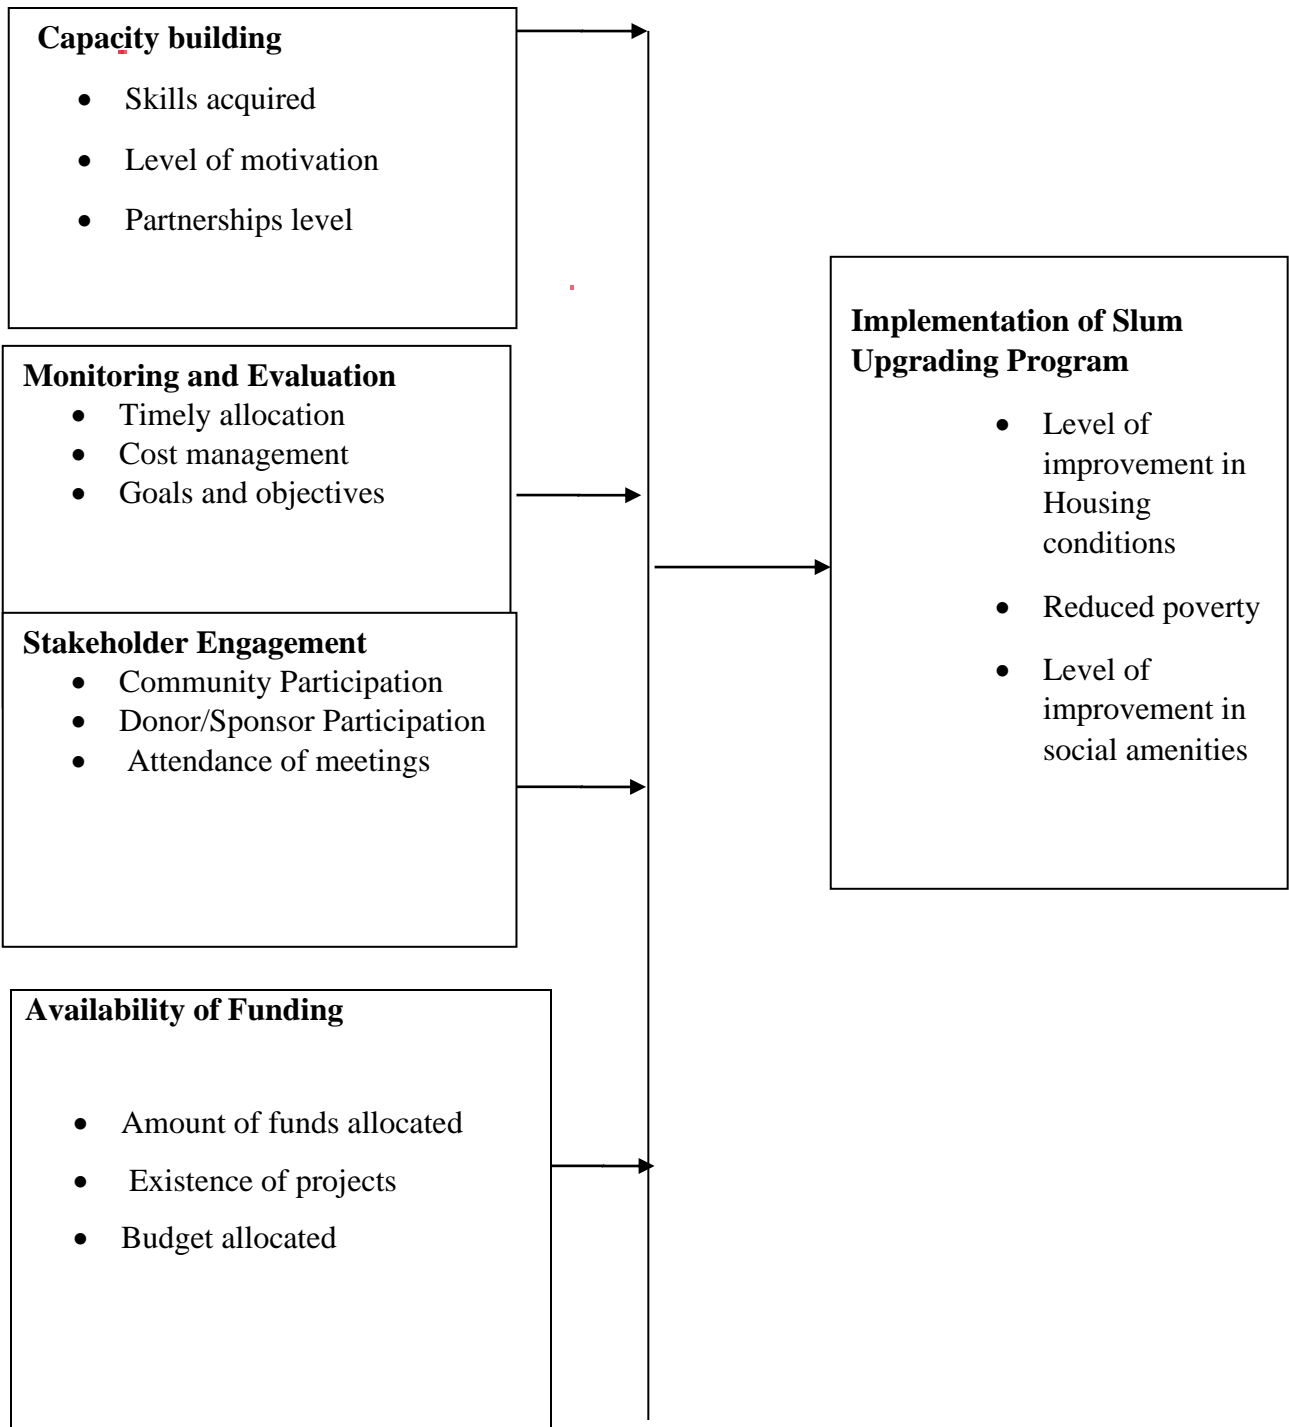 Capacity building
• Skills acquired
• Level of motivation
• Partnerships level
Monitoring and Evaluation
• Timely allocation
• Cost management
• Goals and objectives
Stakeholder Engagement
• Community Participation
• Donor/Sponsor Participation
• Attendance of meetings
Availability of Funding
• Amount of funds allocated
• Existence of projects
• Budget allocated
Implementation of Slum
Upgrading Program
• Level of
improvement in
Housing
conditions
• Reduced poverty
• Level of
improvement in
social amenities